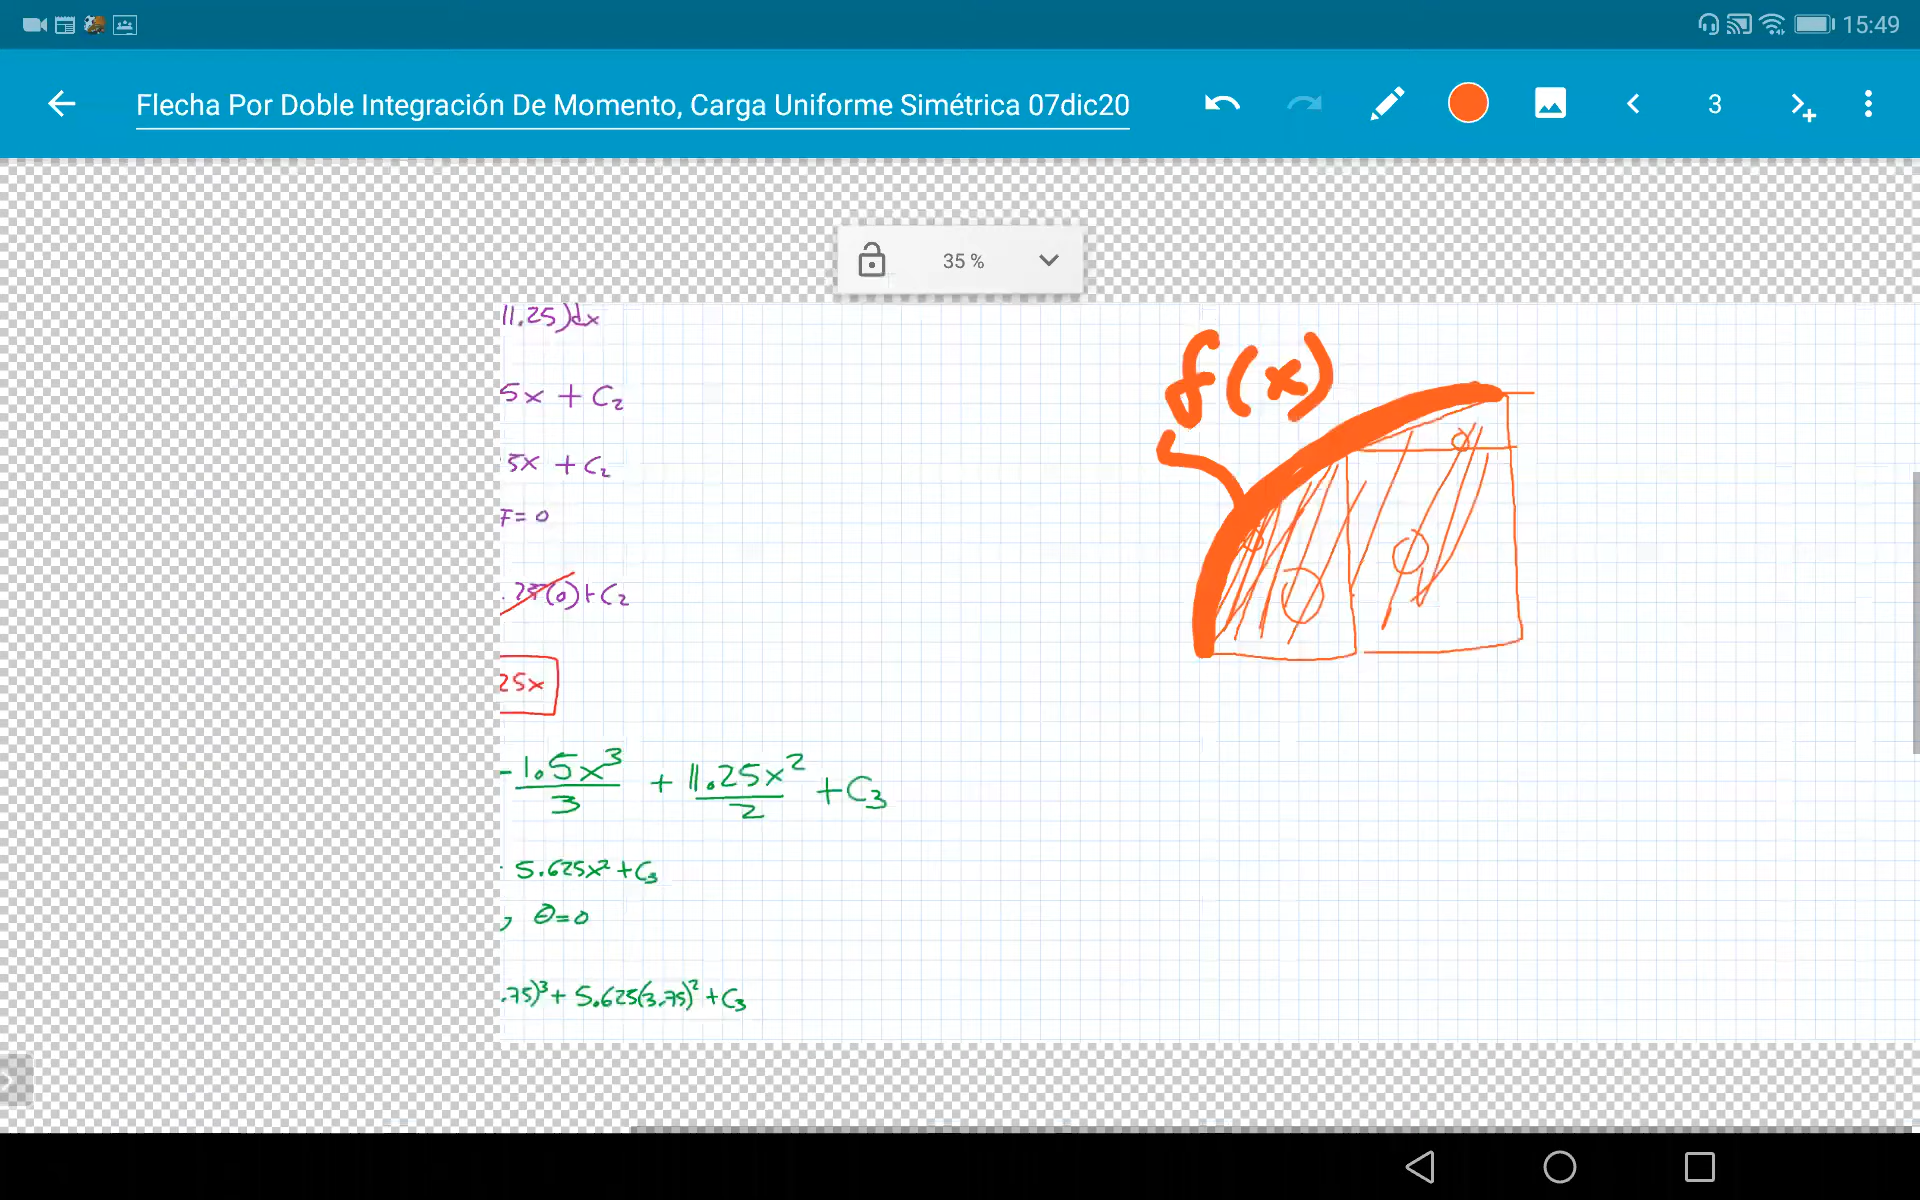 15:49
Flecha Por Doble Integración De Momento, Carga Uniforme Simétrica 07dic20
3
35 %
11.25)dx
5x + C₂
5x + C₂
F = 0
.25(0) + C₂
25x
-1.5x³/3 + 11.25x²/2 + C₃
5.625x² + C₃
, θ = 0
.75)³ + 5.625(3.75)² + C₃
f(x)